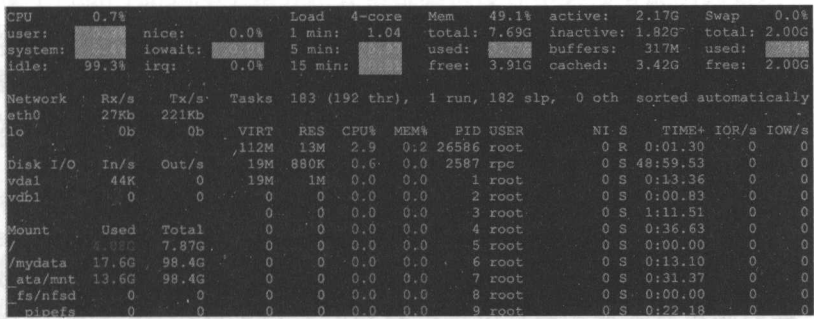 CPU 0.7% Load 4-core Mem 49.1% active: 2.17G Swap 0.0%
user: nice: 0.0% 1 min: 1.04 total: 7.69G inactive: 1.82G total: 2.00G
system: iowait: 5 min: used: buffers: 317M used:
idle: 99.3% irq: 0.0% 15 min: free: 3.91G cached: 3.42G free: 2.00G
Network Rx/s Tx/s Tasks 183 (192 thr), 1 run, 182 slp, 0 oth sorted automatically
eth0 27Kb 221Kb
lo 0b 0b VIRT RES CPU% MEM% PID USER NI S TIME+ IOR/s IOW/s
112M 13M 2.9 0.2 26586 root 0 R 0:01.30 0 0
Disk I/O In/s Out/s 19M 880K 0.6 0.0 2587 rpc 0 S 48:59.53 0 0
vda1 44K 0 19M 1M 0.0 0.0 1 root 0 S 0:13.36 0 0
vdb1 0 0 0 0 0.0 0.0 2 root 0 S 0:00.83 0 0
0 0 0.0 0.0 3 root 0 S 1:11.51 0 0
Mount Used Total 0 0 0.0 0.0 4 root 0 S 0:36.63 0 0
/ 7.87G 0 0 0.0 0.0 5 root 0 S 0:00.00 0 0
/mydata 17.6G 98.4G 0 0 0.0 0.0 6 root 0 S 0:13.10 0 0
_ata/mnt 13.6G 98.4G 0 0 0.0 0.0 7 root 0 S 0:31.37 0 0
_fs/nfsd 0 0 0 0 0.0 0.0 8 root 0 S 0:00.00 0 0
_pipefs 0 0 0 0 0.0 0.0 9 root 0 S 0:22.18 0 0